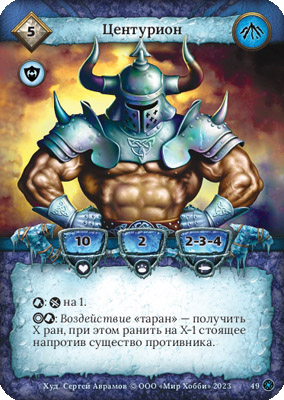 5
Центурион
10
2
2-3-4
: на 1.
: Воздействие «таран» — получить
X ран, при этом ранить на X-1 стоящее
напротив существо противника.
Худ. Сергей Аврамов © ООО «Мир Хобби» 2023
49